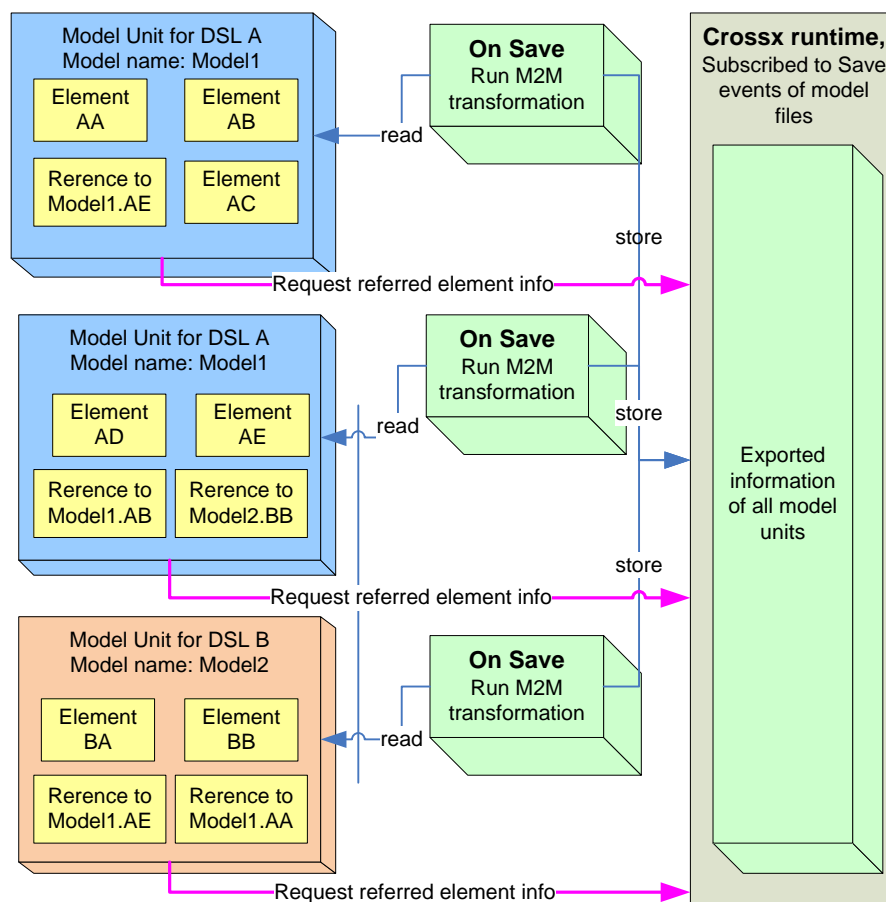 Model Unit for DSL A
Model name: Model1
Element
AA
Element
AB
Rerence to
Model1.AE
Element
AC
On Save
Run M2M
transformation
read
Crossx runtime,
Subscribed to Save
events of model
files
store
Request referred element info
Model Unit for DSL A
Model name: Model1
Element
AD
Element
AE
Rerence to
Model1.AB
Rerence to
Model2.BB
On Save
Run M2M
transformation
read
store
Exported
information
of all model
units
store
Request referred element info
Model Unit for DSL B
Model name: Model2
Element
BA
Element
BB
Rerence to
Model1.AE
Rerence to
Model1.AA
On Save
Run M2M
transformation
read
Request referred element info